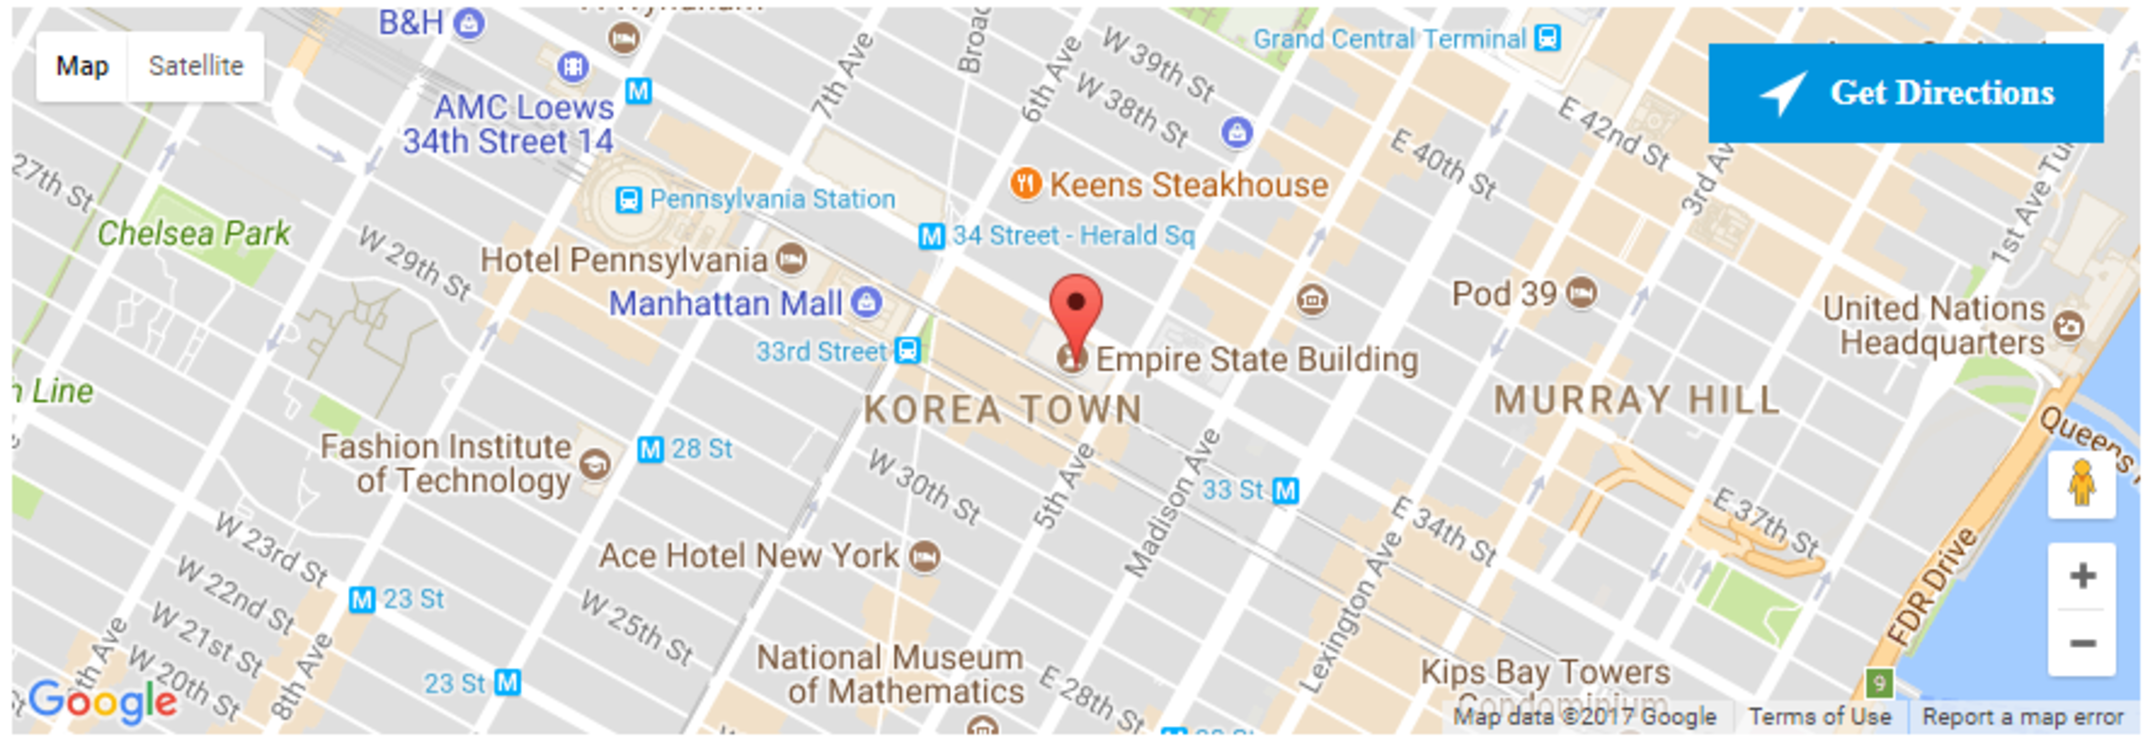 B&H
Map
Satellite
AMC Loews
34th Street 14
7th Ave
6th Ave
W 39th St
W 38th St
Grand Central Terminal
Get Directions
E 42nd St
E 40th St
27th St
Chelsea Park
W 29th St
Pennsylvania Station
Keens Steakhouse
34 Street - Herald Sq
Hotel Pennsylvania
Manhattan Mall
33rd Street
Empire State Building
Pod 39
United Nations
Headquarters
KOREA TOWN
MURRAY HILL
Line
Queens
Fashion Institute
of Technology
28 St
W 30th St
5th Ave
Madison Ave
33 St
E 34th St
E 37th St
W 23rd St
W 22nd St
W 21st St
W 20th St
8th Ave
23 St
23 St
Ace Hotel New York
W 25th St
National Museum
of Mathematics
E 28th St
Lexington Ave
FDR Drive
Kips Bay Towers
Condominium
9
Google
Map data ©2017 Google
Terms of Use
Report a map error